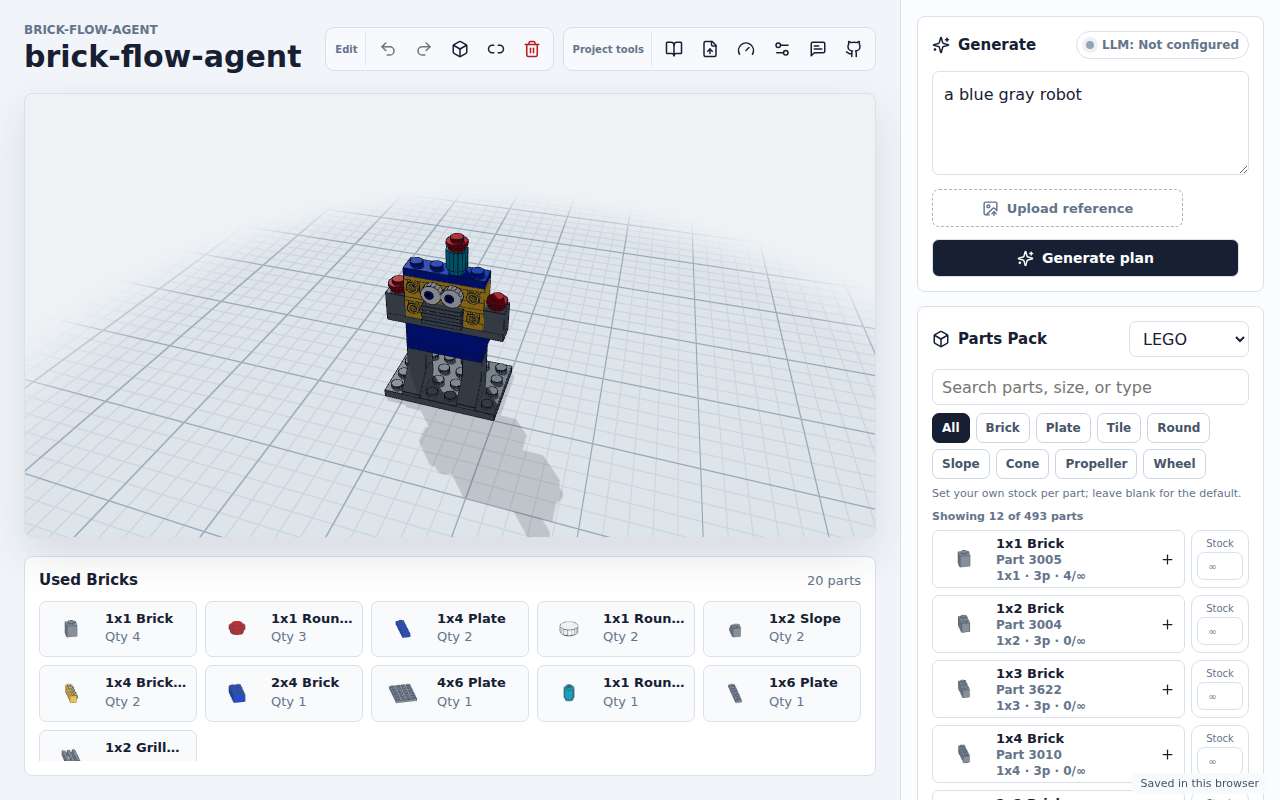 BRICK-FLOW-AGENT
brick-flow-agent
Edit
Project tools
Used Bricks
20 parts
1x1 Brick
Qty 4
1x1 Roun...
Qty 3
1x4 Plate
Qty 2
1x1 Roun...
Qty 2
1x2 Slope
Qty 2
1x4 Brick...
Qty 2
2x4 Brick
Qty 1
4x6 Plate
Qty 1
1x1 Roun...
Qty 1
1x6 Plate
Qty 1
1x2 Grill...
Generate
LLM: Not configured
a blue gray robot
Upload reference
Generate plan
Parts Pack
LEGO
Search parts, size, or type
All
Brick
Plate
Tile
Round
Slope
Cone
Propeller
Wheel
Set your own stock per part; leave blank for the default.
Showing 12 of 493 parts
1x1 Brick
Part 3005
1x1 · 3p · 4/∞
Stock
∞
1x2 Brick
Part 3004
1x2 · 3p · 0/∞
Stock
∞
1x3 Brick
Part 3622
1x3 · 3p · 0/∞
Stock
∞
1x4 Brick
Part 3010
1x4 · 3p · 0/∞
Stock
∞
Saved in this browser